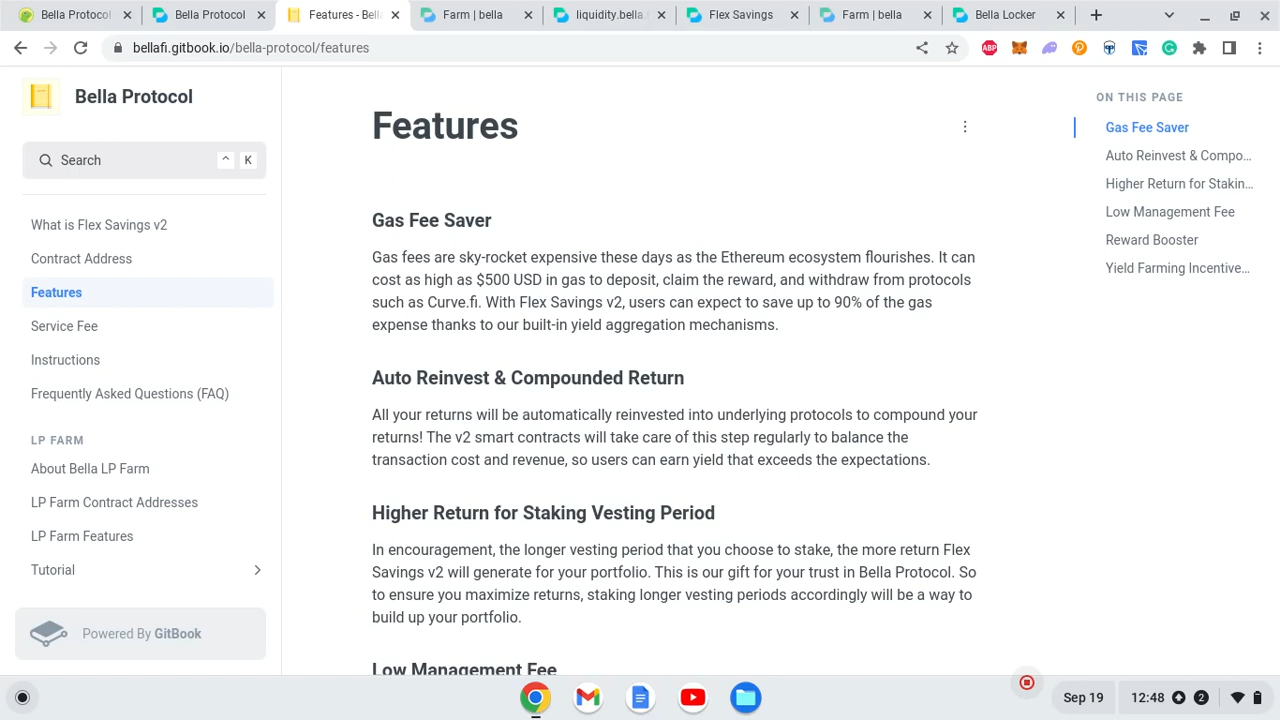 Bella Protocol
Bella Protocol
Features - Bella
Farm | bella
liquidity.bella.f
Flex Savings
Farm | bella
Bella Locker
bellafi.gitbook.io/bella-protocol/features
ABP
Bella Protocol
Search
^ K
What is Flex Savings v2
Contract Address
Features
Service Fee
Instructions
Frequently Asked Questions (FAQ)
LP FARM
About Bella LP Farm
LP Farm Contract Addresses
LP Farm Features
Tutorial
Powered By GitBook
Features
Gas Fee Saver
Gas fees are sky-rocket expensive these days as the Ethereum ecosystem flourishes. It can
cost as high as $500 USD in gas to deposit, claim the reward, and withdraw from protocols
such as Curve.fi. With Flex Savings v2, users can expect to save up to 90% of the gas
expense thanks to our built-in yield aggregation mechanisms.
Auto Reinvest & Compounded Return
All your returns will be automatically reinvested into underlying protocols to compound your
returns! The v2 smart contracts will take care of this step regularly to balance the
transaction cost and revenue, so users can earn yield that exceeds the expectations.
Higher Return for Staking Vesting Period
In encouragement, the longer vesting period that you choose to stake, the more return Flex
Savings v2 will generate for your portfolio. This is our gift for your trust in Bella Protocol. So
to ensure you maximize returns, staking longer vesting periods accordingly will be a way to
build up your portfolio.
Low Management Fee
ON THIS PAGE
Gas Fee Saver
Auto Reinvest & Compo...
Higher Return for Stakin...
Low Management Fee
Reward Booster
Yield Farming Incentive...
Sep 19
12:48
2